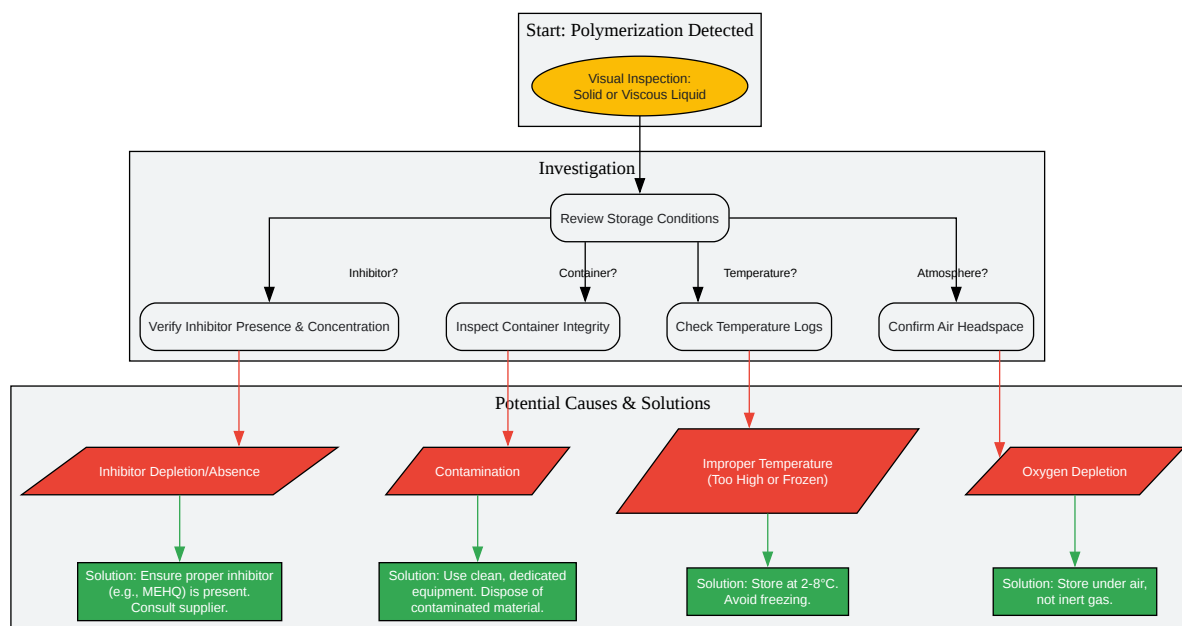 Start: Polymerization Detected
Visual Inspection:
Solid or Viscous Liquid
Investigation
Review Storage Conditions
Inhibitor?
Container?
Temperature?
Atmosphere?
Verify Inhibitor Presence & Concentration
Inspect Container Integrity
Check Temperature Logs
Confirm Air Headspace
Potential Causes & Solutions
Inhibitor Depletion/Absence
Contamination
Improper Temperature
(Too High or Frozen)
Oxygen Depletion
Solution: Ensure proper inhibitor
(e.g., MEHQ) is present.
Consult supplier.
Solution: Use clean, dedicated
equipment. Dispose of
contaminated material.
Solution: Store at 2-8°C.
Avoid freezing.
Solution: Store under air,
not inert gas.